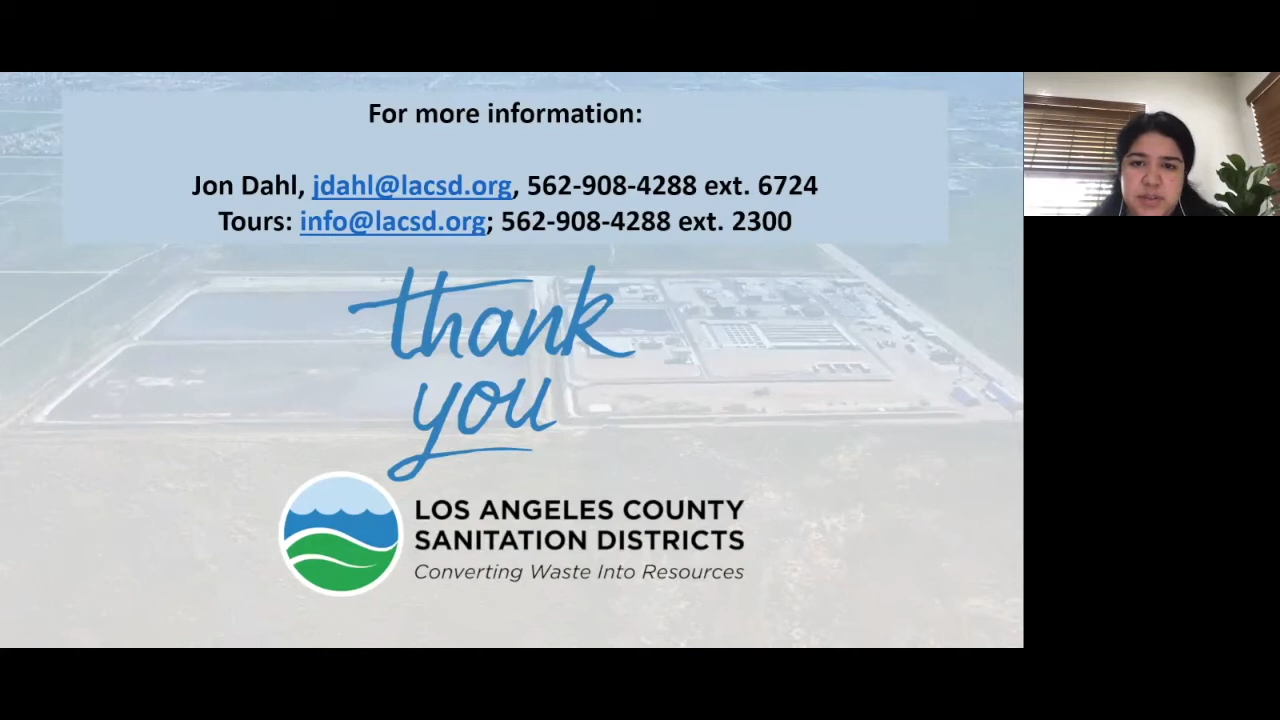 For more information:
Jon Dahl, jdahl@lacsd.org, 562-908-4288 ext. 6724
Tours: info@lacsd.org; 562-908-4288 ext. 2300
thank
you
LOS ANGELES COUNTY
SANITATION DISTRICTS
Converting Waste Into Resources